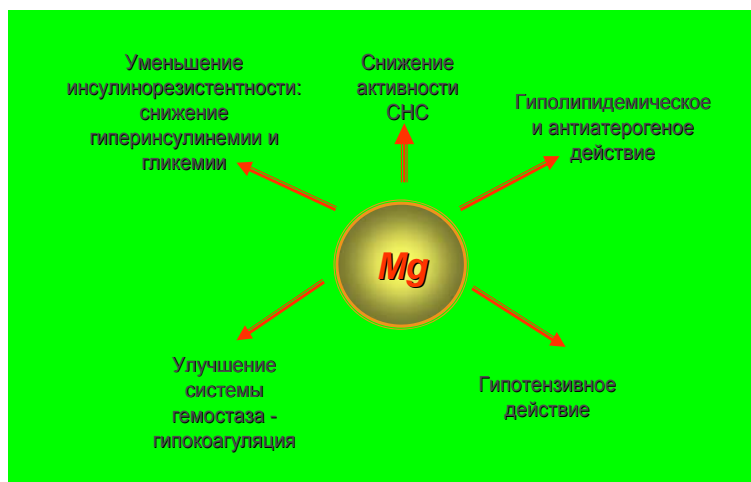 Уменьшение
инсулинорезистентности:
снижение
гиперинсулинемии и
гликемии
Снижение
активности
СНС
Гиполипидемическое
и антиатерогеное
действие
Mg
Улучшение
системы
гемостаза -
гипокоагуляция
Гипотензивное
действие